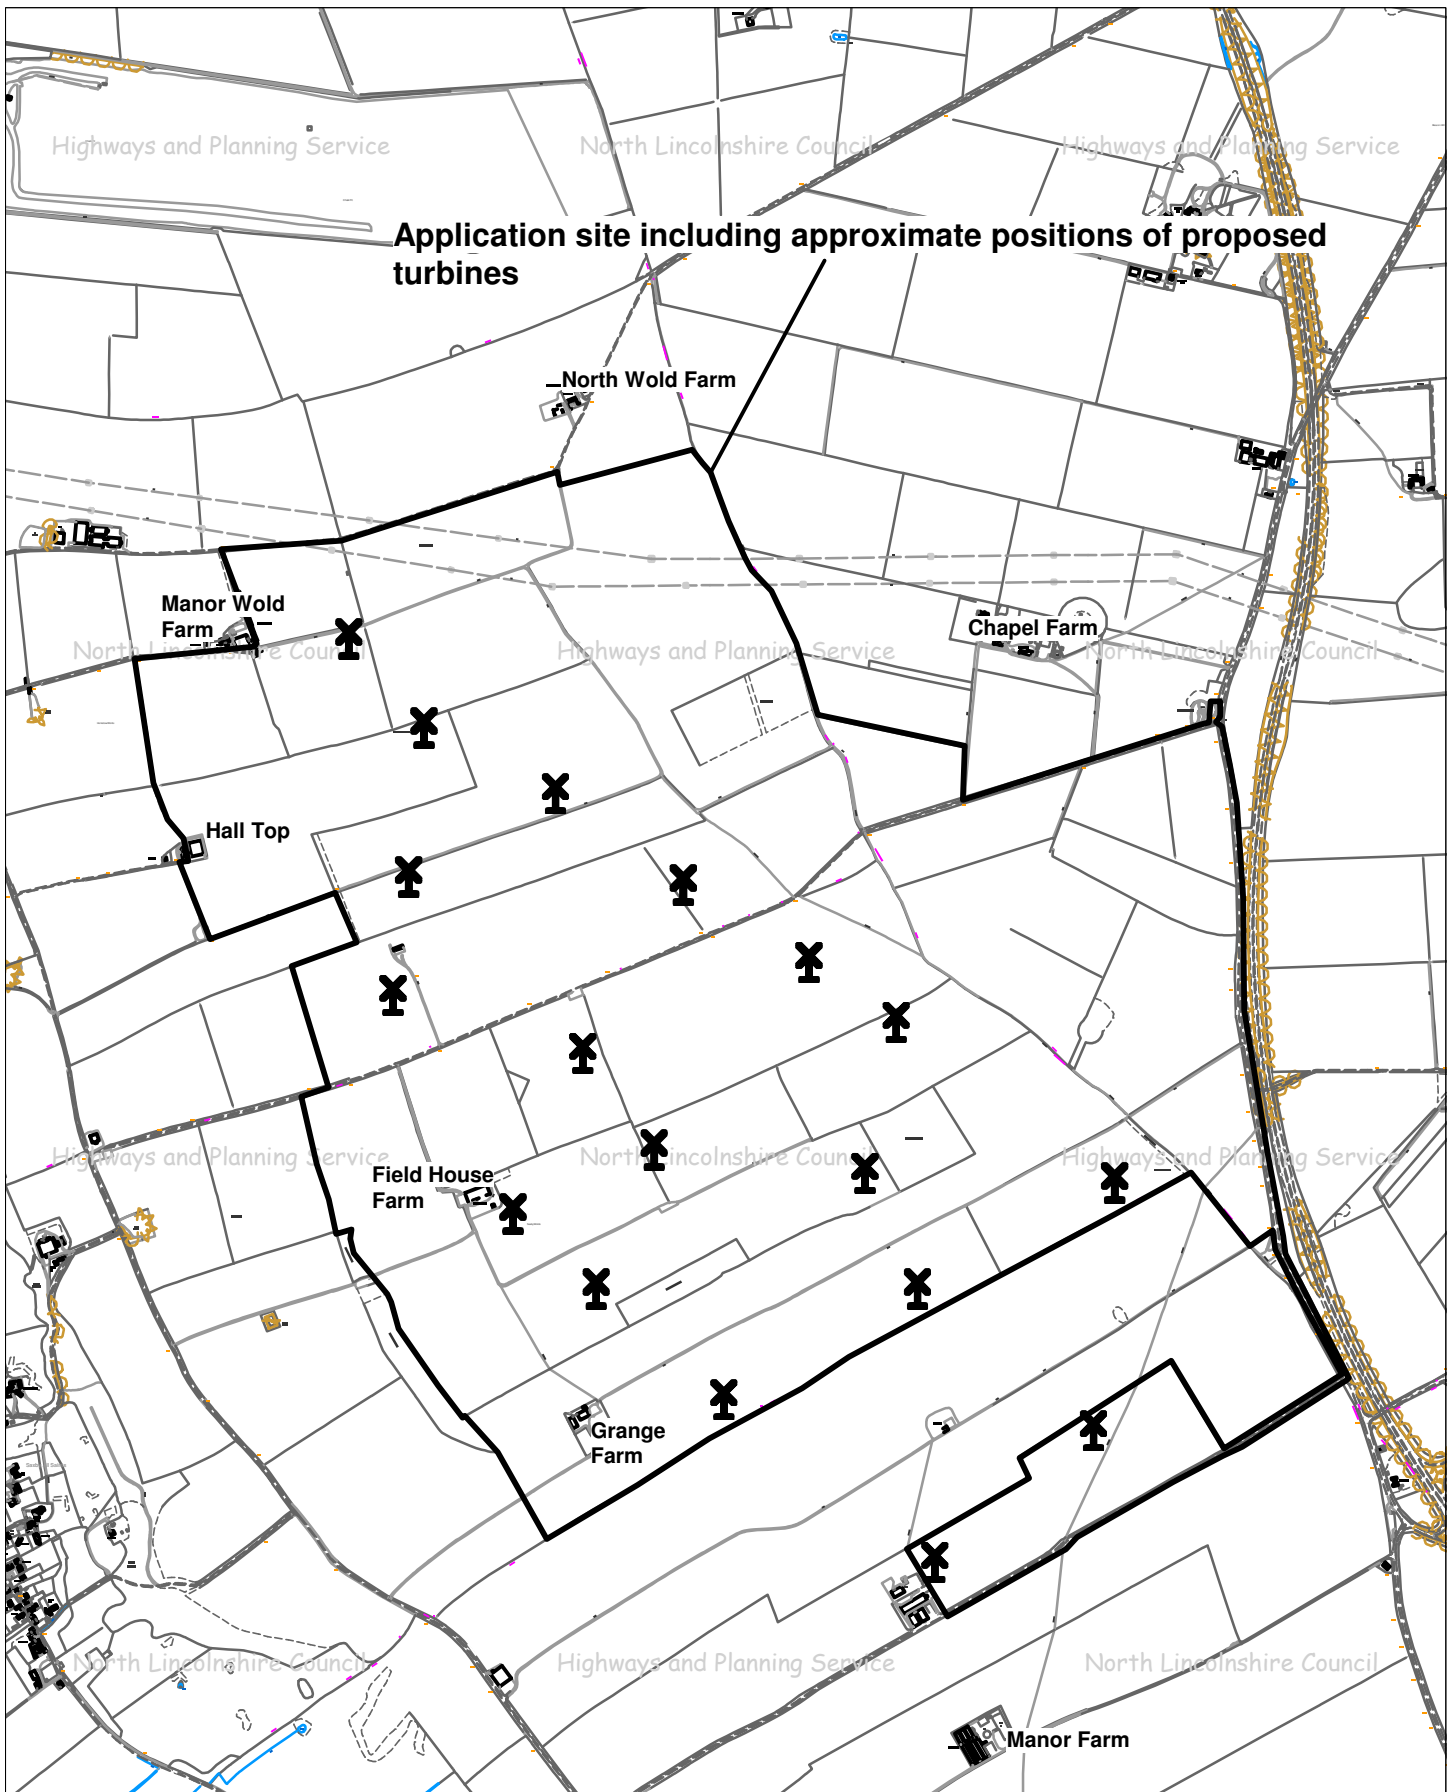 Highways and Planning Service
North Lincolnshire Council
Highways and Planning Service
Application site including approximate positions of proposed
turbines
North Wold Farm
Manor Wold
Farm
Chapel Farm
North Lincolnshire Council
Highways and Planning Service
North Lincolnshire Council
Hall Top
Highways and Planning Service
North Lincolnshire Council
Highways and Planning Service
Field House
Farm
Grange
Farm
North Lincolnshire Council
Highways and Planning Service
North Lincolnshire Council
Manor Farm